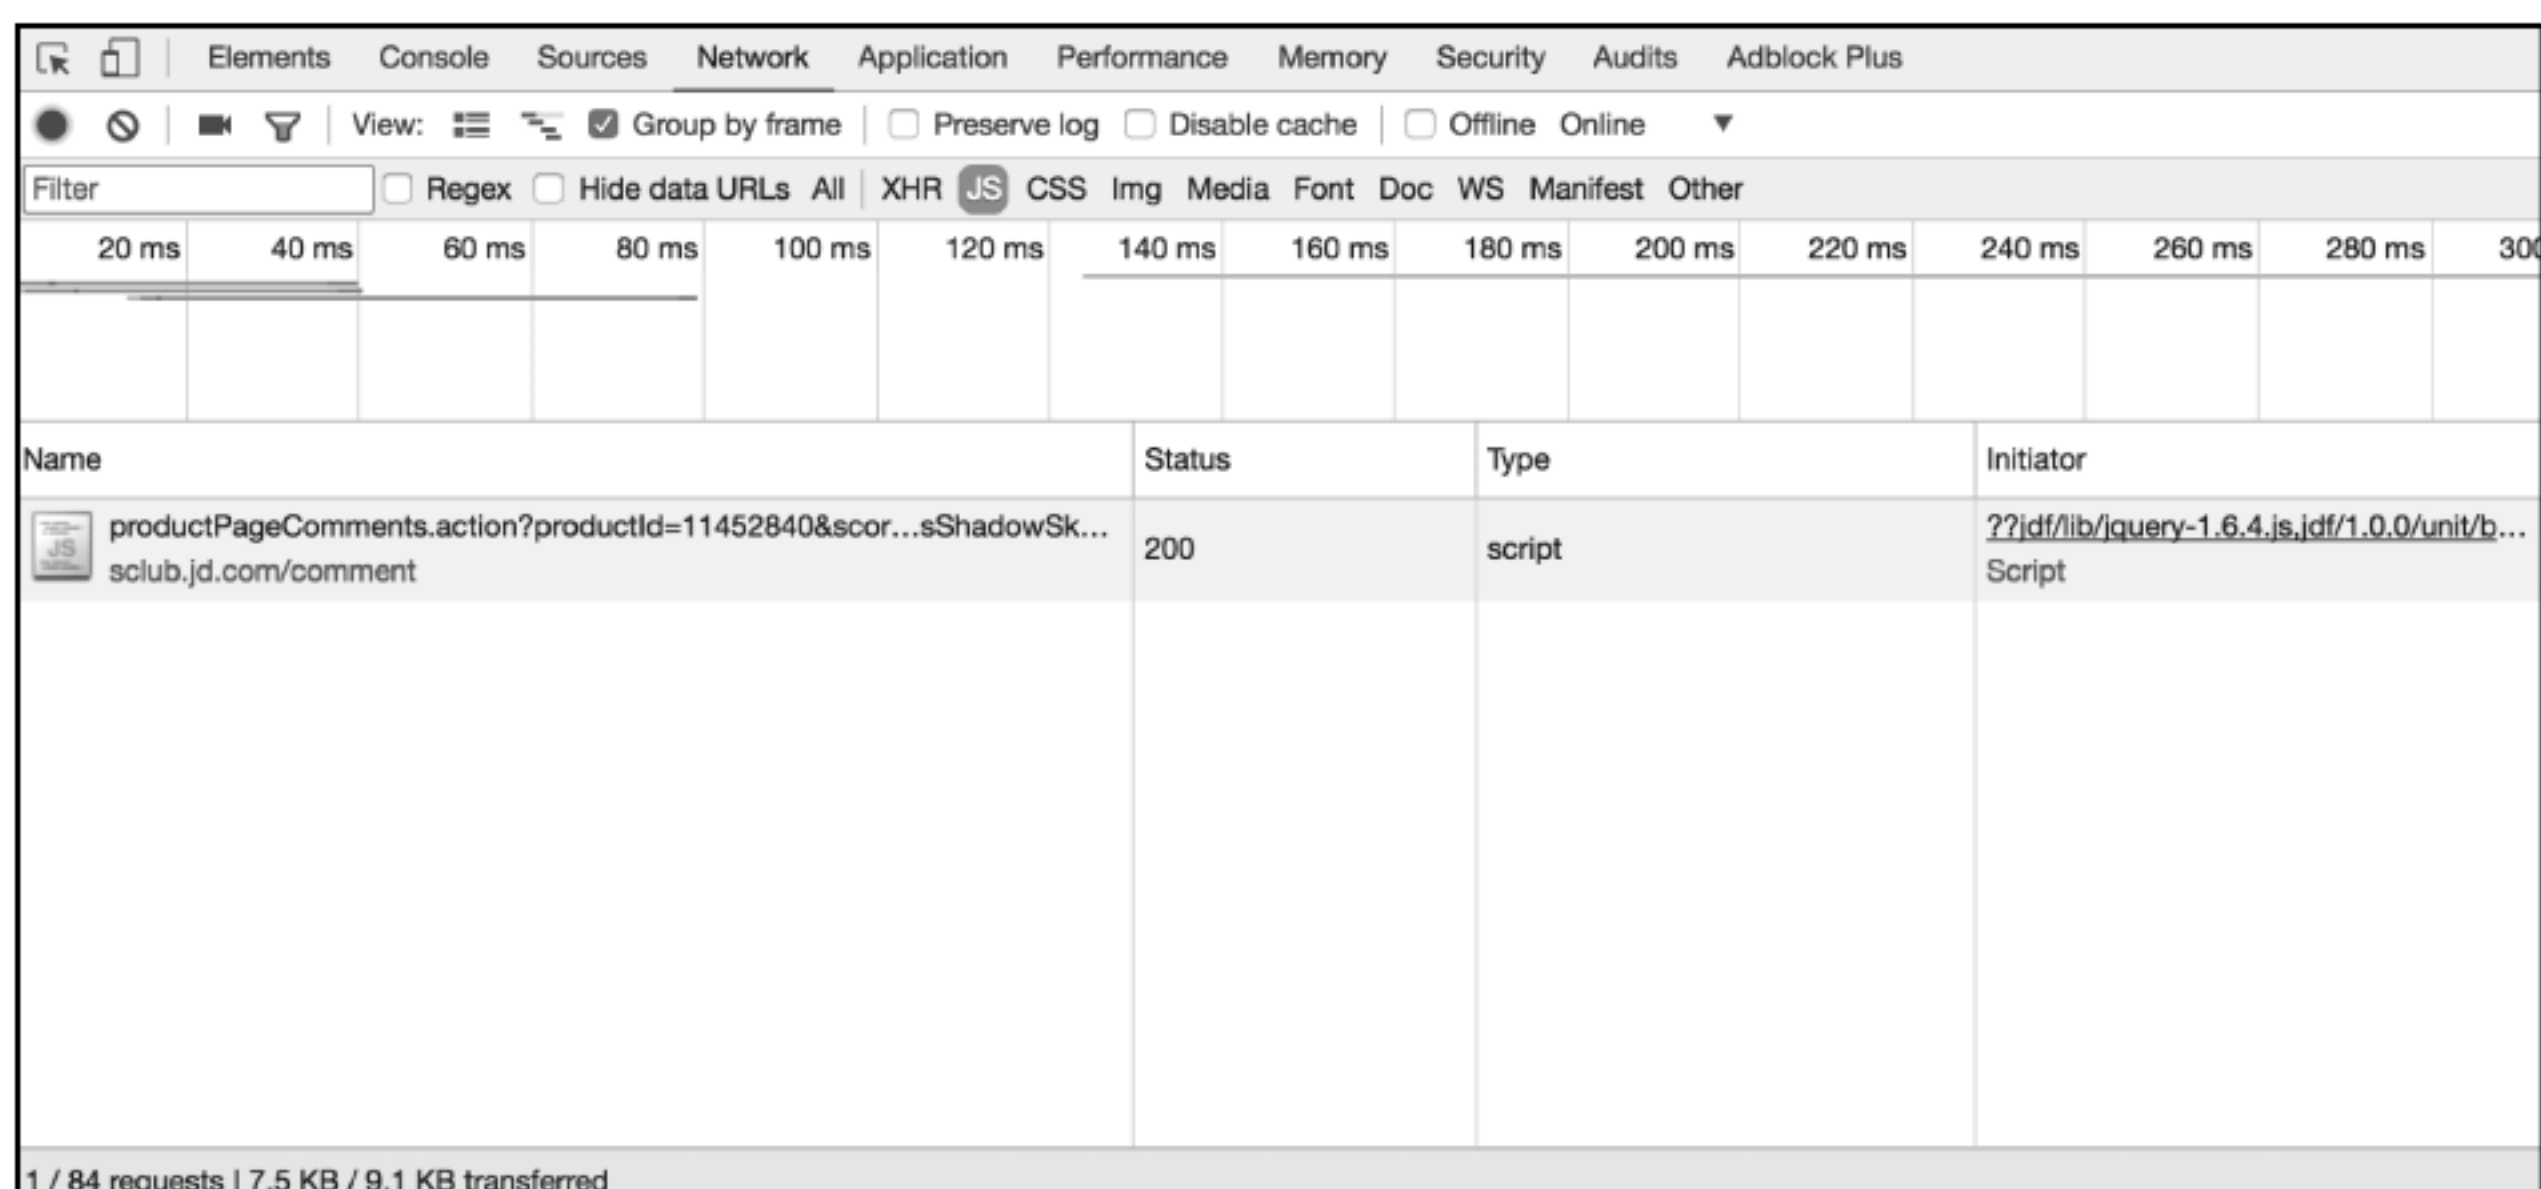 Elements Console Sources Network Application Performance Memory Security Audits Adblock Plus
View: Group by frame Preserve log Disable cache Offline Online
Filter Regex Hide data URLs All XHR JS CSS Img Media Font Doc WS Manifest Other
20 ms 40 ms 60 ms 80 ms 100 ms 120 ms 140 ms 160 ms 180 ms 200 ms 220 ms 240 ms 260 ms 280 ms 300
Name Status Type Initiator
productPageComments.action?productId=11452840&scor...sShadowSk... 200 script ??jdf/lib/jquery-1.6.4.js,jdf/1.0.0/unit/b...
JS sclub.jd.com/comment Script
1 / 84 requests | 7.5 KB / 9.1 KB transferred